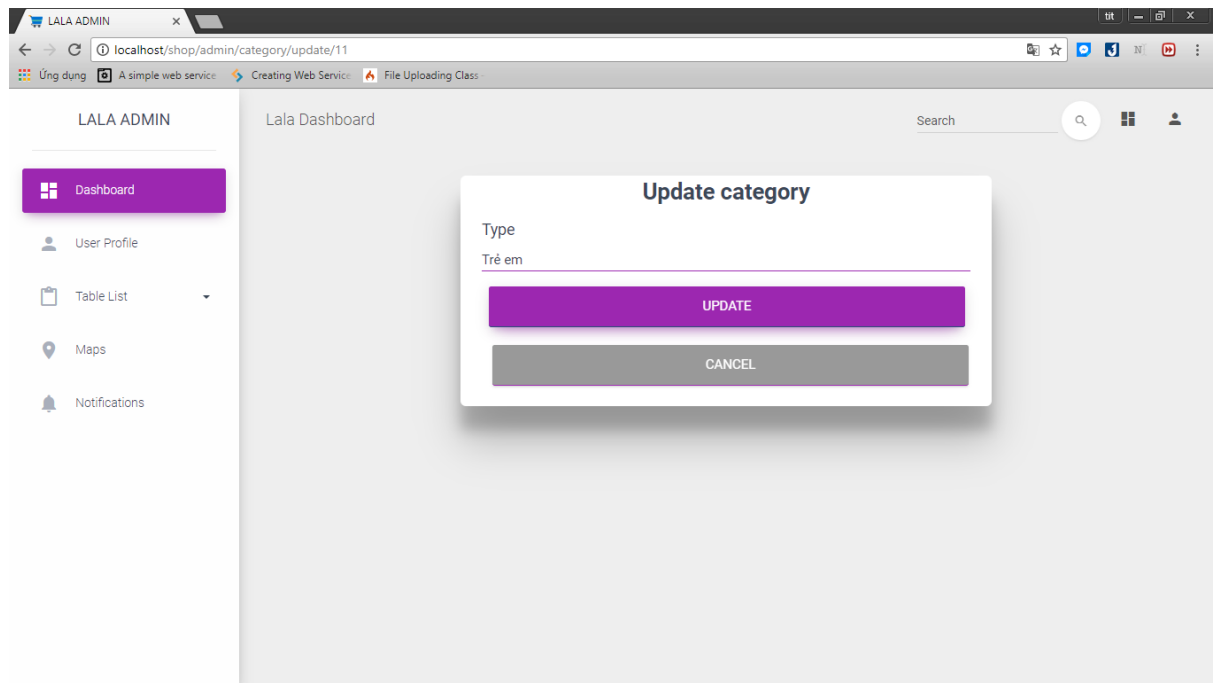 LALA ADMIN
tit
localhost/shop/admin/category/update/11
Ứng dụng A simple web service Creating Web Service File Uploading Class
LALA ADMIN
Lala Dashboard
Search
Dashboard
User Profile
Table List
Maps
Notifications
Update category
Type
Trẻ em
UPDATE
CANCEL